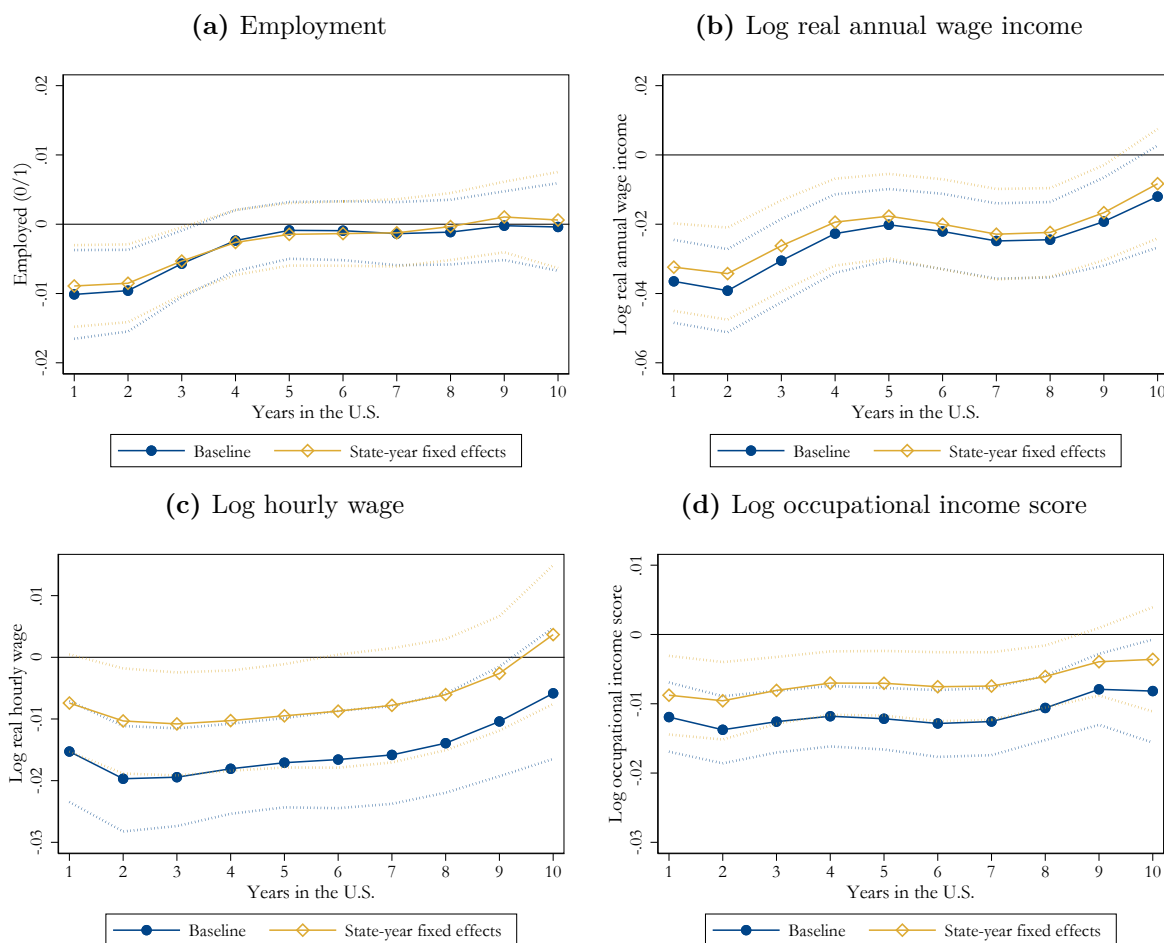 (a) Employment
.02
.01
0
-.01
-.02
Employed (0/1)
1 2 3 4 5 6 7 8 9 10
Years in the U.S.
Baseline State-year fixed effects
(b) Log real annual wage income
.02
0
-.02
-.04
-.06
Log real annual wage income
1 2 3 4 5 6 7 8 9 10
Years in the U.S.
Baseline State-year fixed effects
(c) Log hourly wage
.01
0
-.01
-.02
-.03
Log real hourly wage
1 2 3 4 5 6 7 8 9 10
Years in the U.S.
Baseline State-year fixed effects
(d) Log occupational income score
.01
0
-.01
-.02
-.03
Log occupational income score
1 2 3 4 5 6 7 8 9 10
Years in the U.S.
Baseline State-year fixed effects